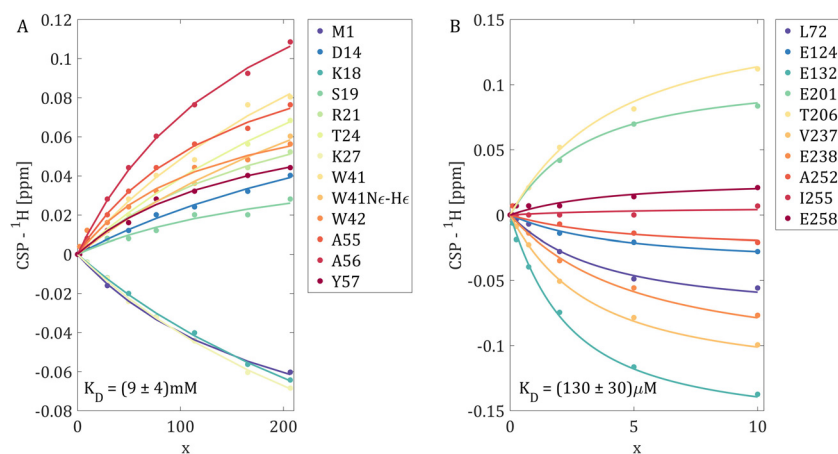 A
0.12
0.1
0.08
0.06
0.04
0.02
0
-0.02
-0.04
-0.06
-0.08
CSP - ¹H [ppm]
K_D = (9 ± 4)mM
0
100
200
x
M1
D14
K18
S19
R21
T24
K27
W41
W41Nϵ-Hϵ
W42
A55
A56
Y57
B
0.15
0.1
0.05
0
-0.05
-0.1
-0.15
CSP - ¹H [ppm]
K_D = (130 ± 30)μM
0
5
10
x
L72
E124
E132
E201
T206
V237
E238
A252
I255
E258